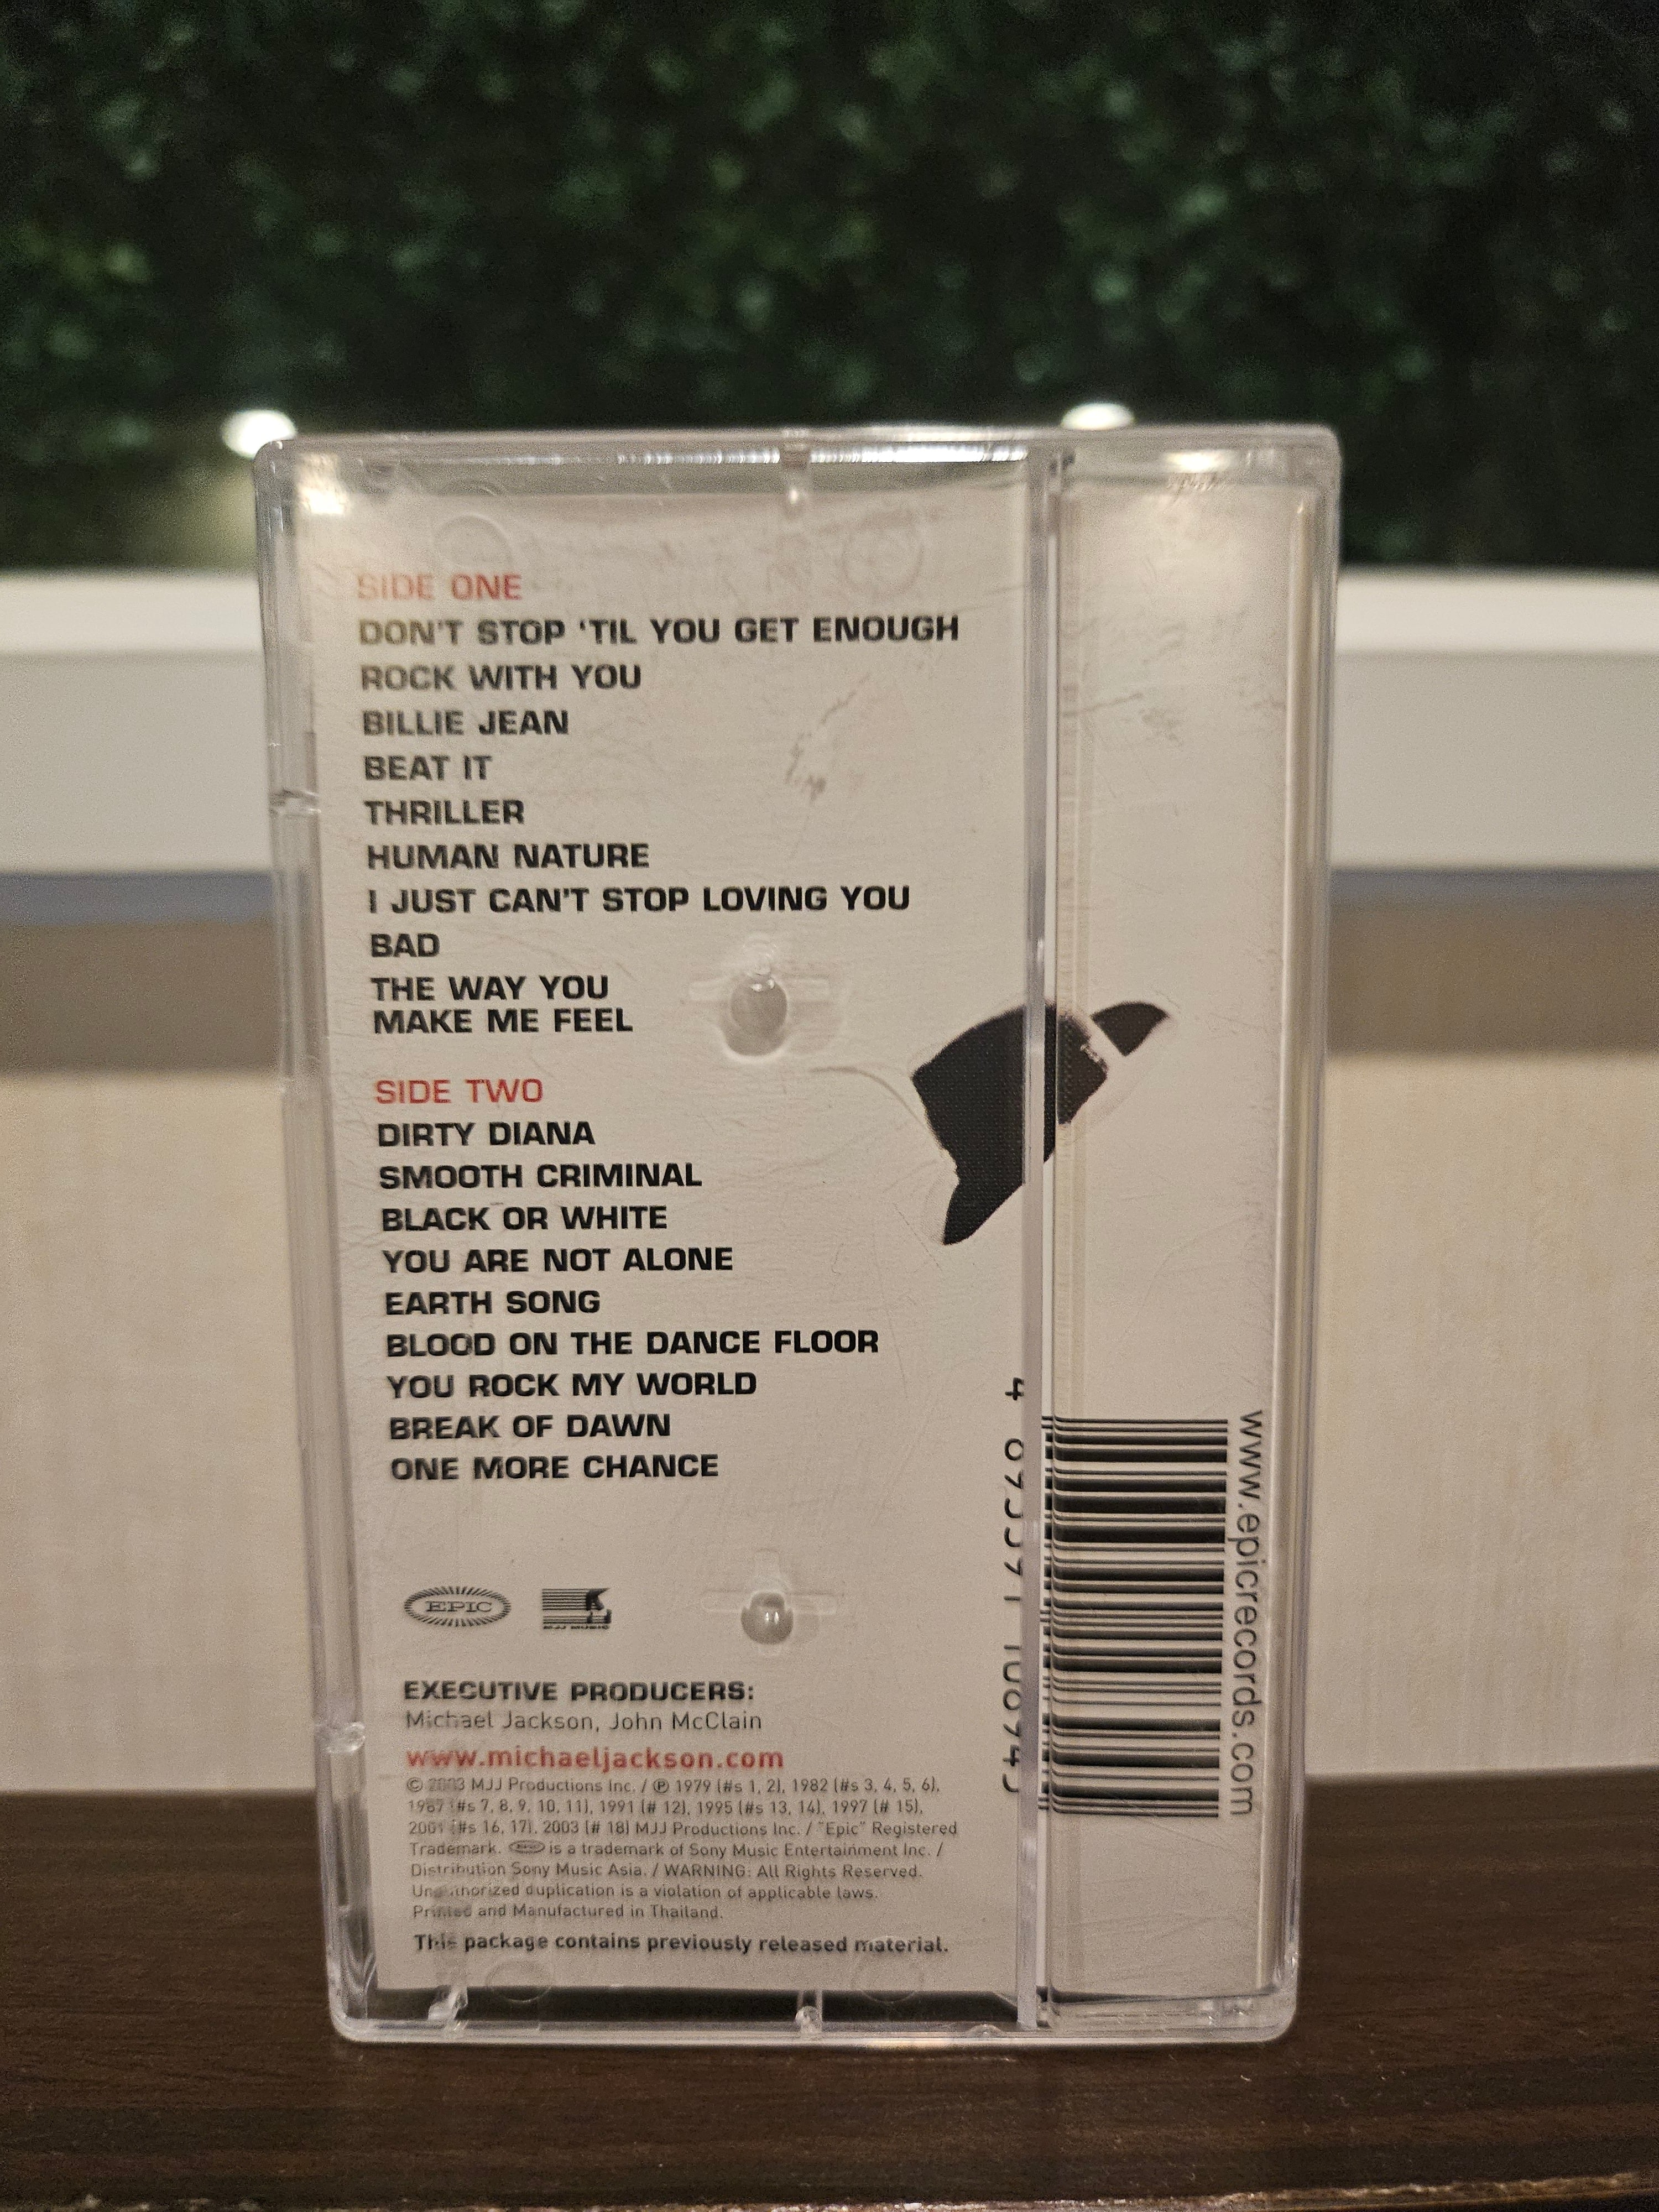 SIDE ONE
DON'T STOP ‘TIL YOU GET ENOUGH
ROCK WITH YOU
BILLIE JEAN
BEAT IT
THRILLER
HUMAN NATURE
I JUST CAN'T STOP LOVING YOU
BAD
THE WAY YOU
MAKE ME FEEL
SIDE TWO
DIRTY DIANA
SMOOTH CRIMINAL
BLACK OR WHITE
YOU ARE NOT ALONE
EARTH SONG
BLOOD ON THE DANCE FLOOR
YOU ROCK MY WORLD
BREAK OF DAWN
ONE MORE CHANCE
EPIC
MJJ MUSIC
EXECUTIVE PRODUCERS:
Michael Jackson, John McClain
www.michaeljackson.com
© 2003 MJJ Productions Inc. / ℗ 1979 (#s 1, 2), 1982 (#s 3, 4, 5, 6),
1987 (#s 7, 8, 9, 10, 11), 1991 (# 12), 1995 (#s 13, 14), 1997 (# 15),
2001 (#s 16, 17), 2003 (# 18) MJJ Productions Inc. / "Epic" Registered
Trademark. EPIC is a trademark of Sony Music Entertainment Inc. /
Distribution Sony Music Asia. / WARNING: All Rights Reserved.
Unauthorized duplication is a violation of applicable laws.
Printed and Manufactured in Thailand.
This package contains previously released material.
www.epicrecords.com